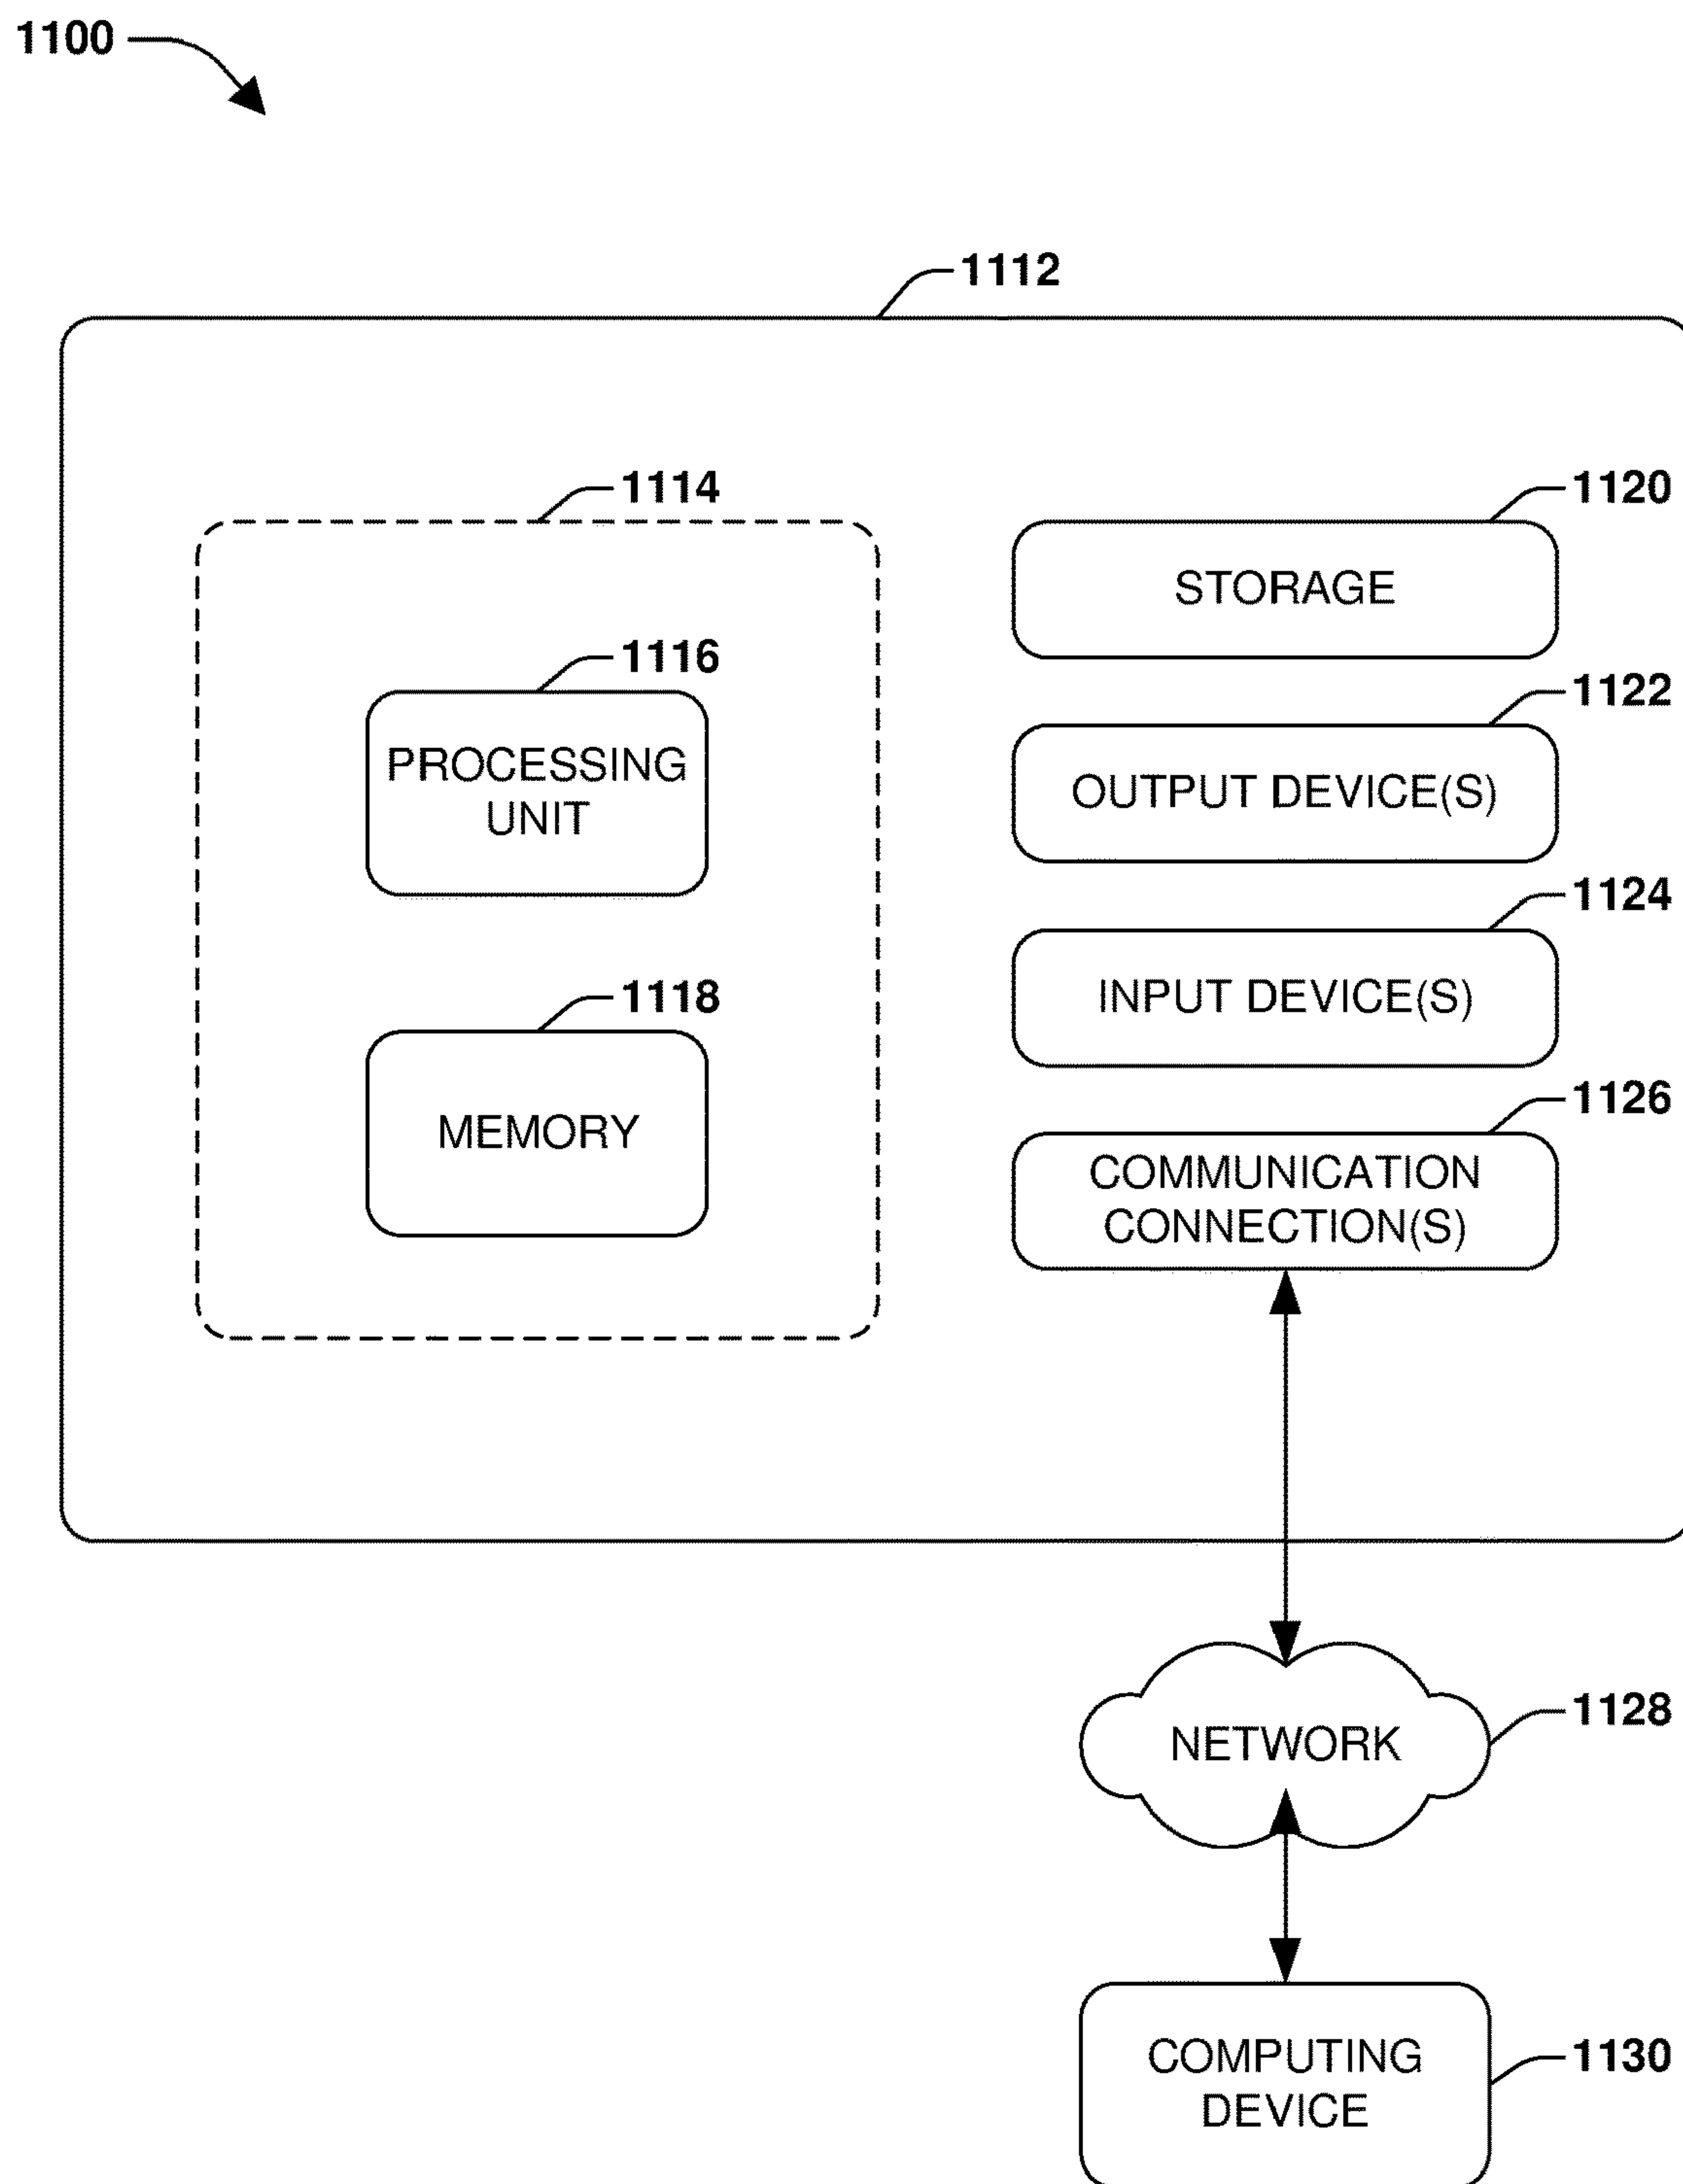 1100
1112
1114
1120
STORAGE
1116
1122
PROCESSING
UNIT
OUTPUT DEVICE(S)
1124
INPUT DEVICE(S)
1118
MEMORY
1126
COMMUNICATION
CONNECTION(S)
1128
NETWORK
1130
COMPUTING
DEVICE